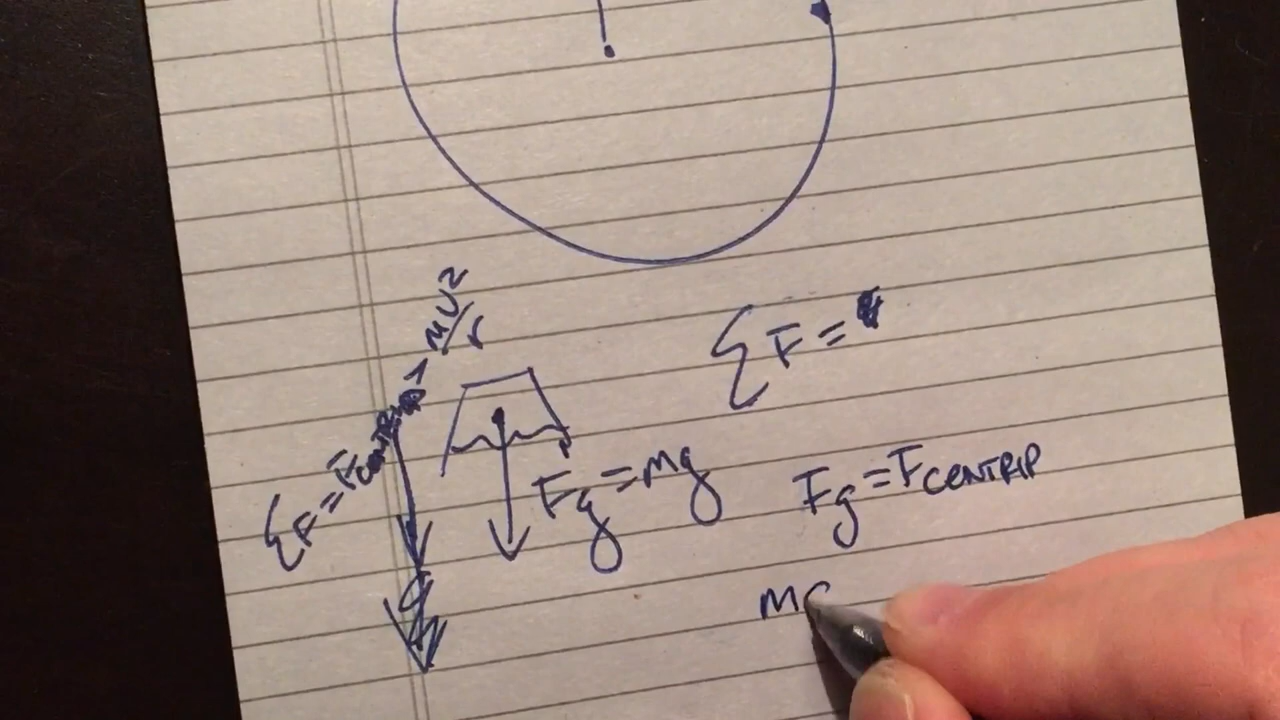 ΣF = Fcentrip = mv²/r
ΣF =
Fg = mg
Fg = FCENTRIP
mg